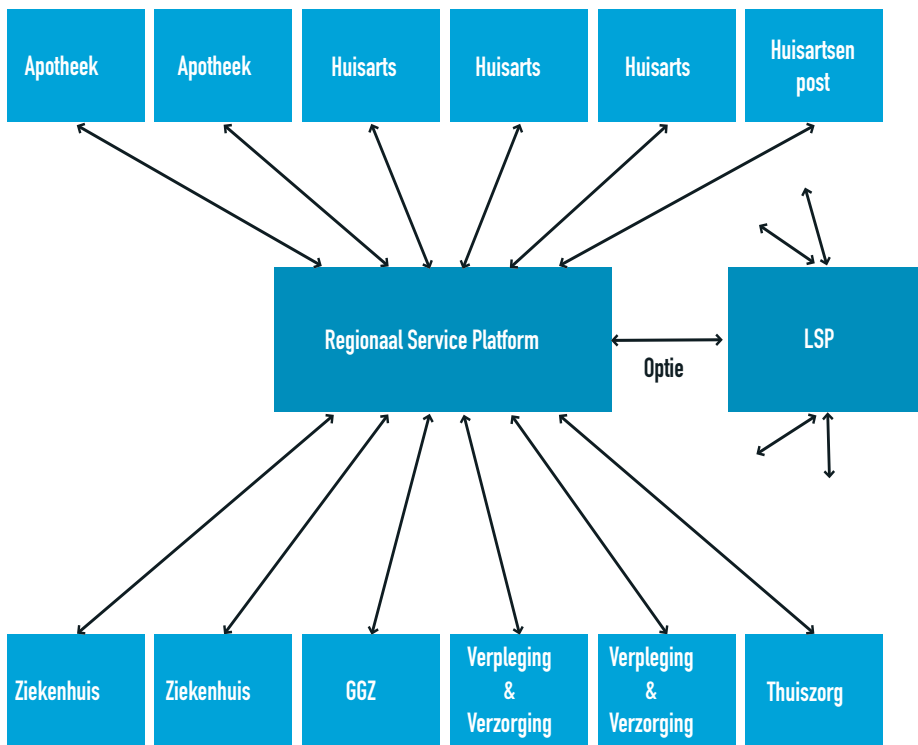 Apotheek
Apotheek
Huisarts
Huisarts
Huisarts
Huisartsen
post
Regionaal Service Platform
Optie
LSP
Ziekenhuis
Ziekenhuis
GGZ
Verpleging
&
Verzorging
Verpleging
&
Verzorging
Thuiszorg